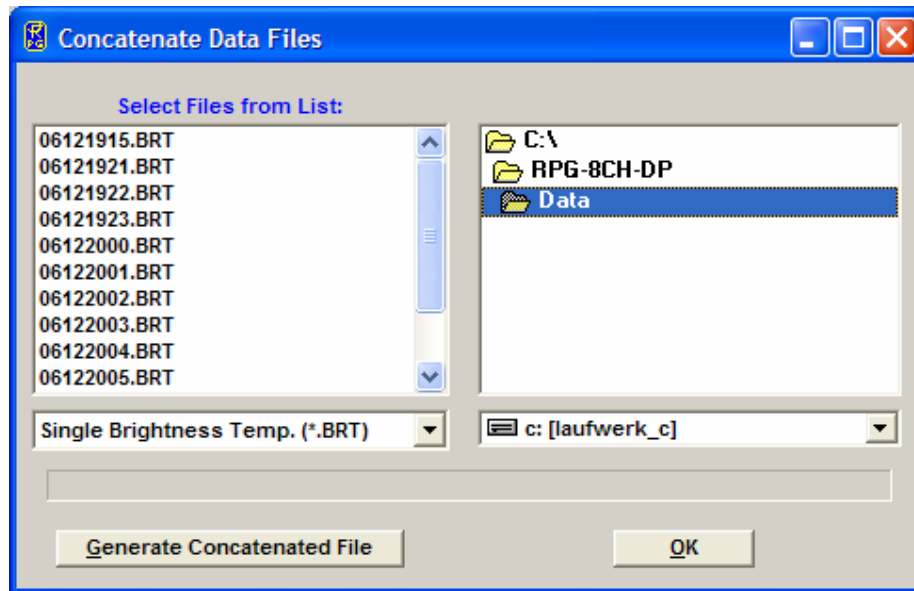 Concatenate Data Files
Select Files from List:
06121915.BRT
06121921.BRT
06121922.BRT
06121923.BRT
06122000.BRT
06122001.BRT
06122002.BRT
06122003.BRT
06122004.BRT
06122005.BRT
C:\
RPG-8CH-DP
Data
Single Brightness Temp. (*.BRT)
c: [laufwerk_c]
Generate Concatenated File
OK